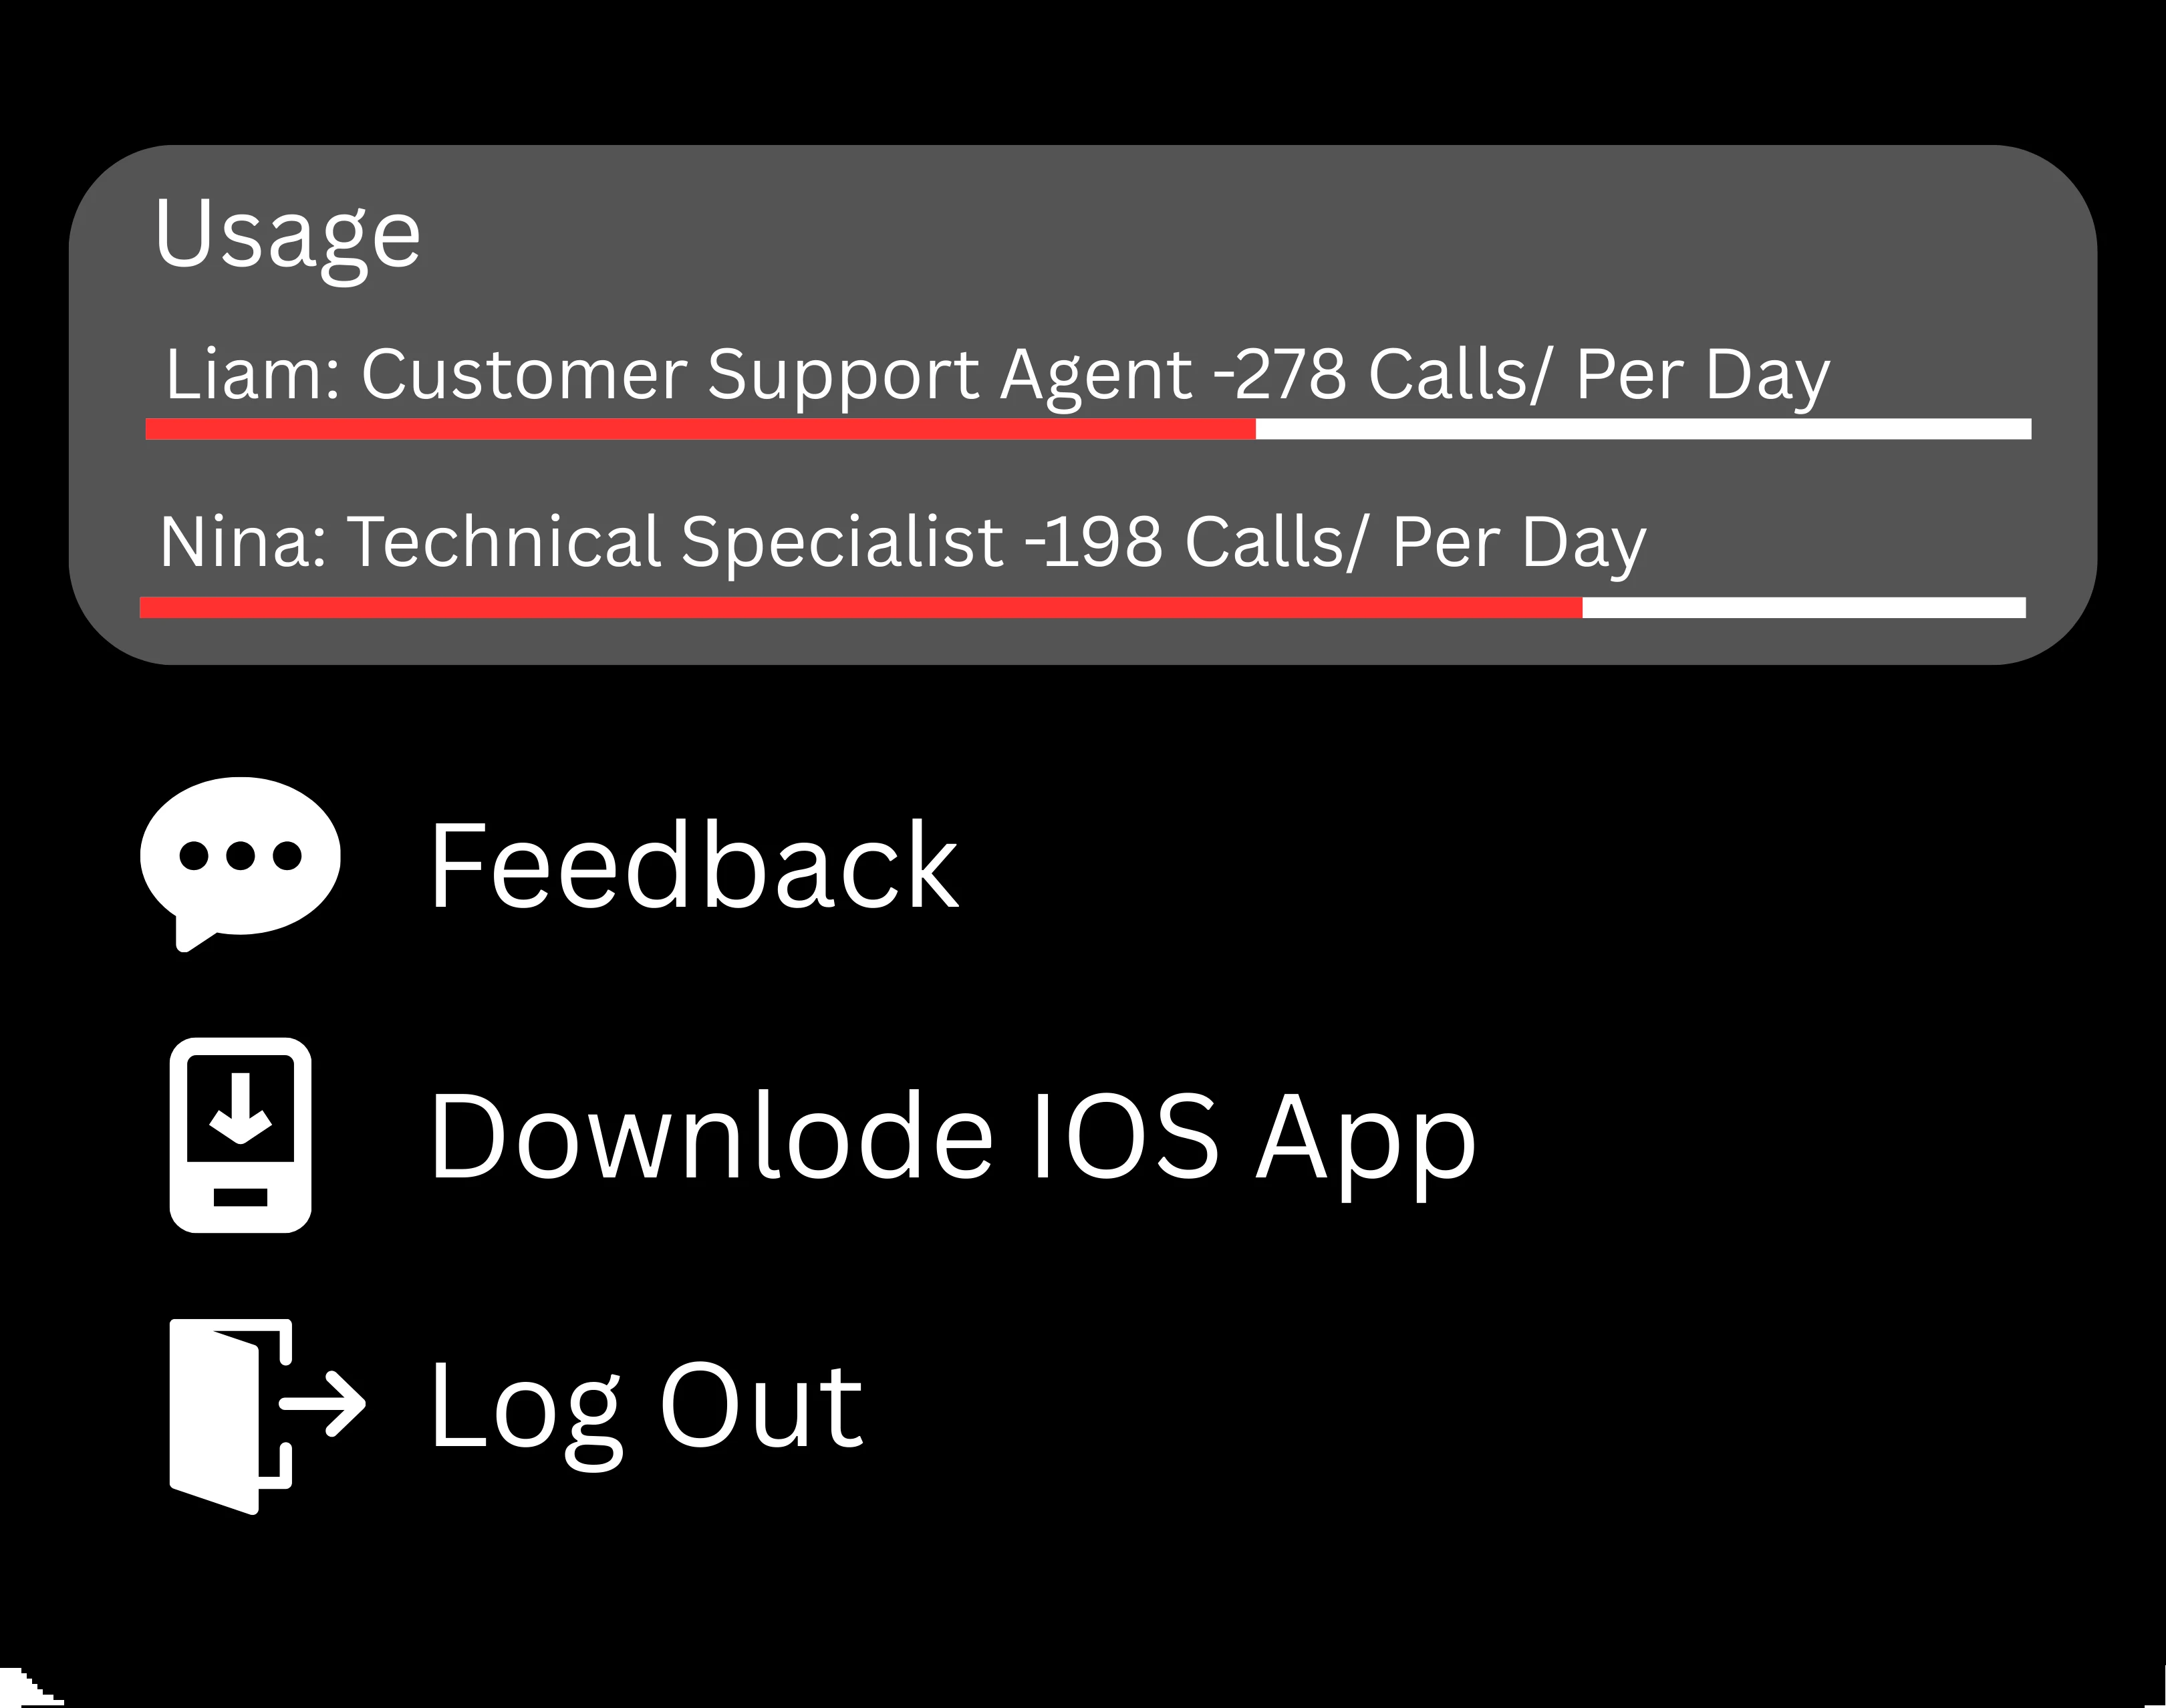 Usage
Liam: Customer Support Agent -278 Calls/ Per Day
Nina: Technical Specialist -198 Calls/ Per Day
Feedback
Downlode IOS App
Log Out